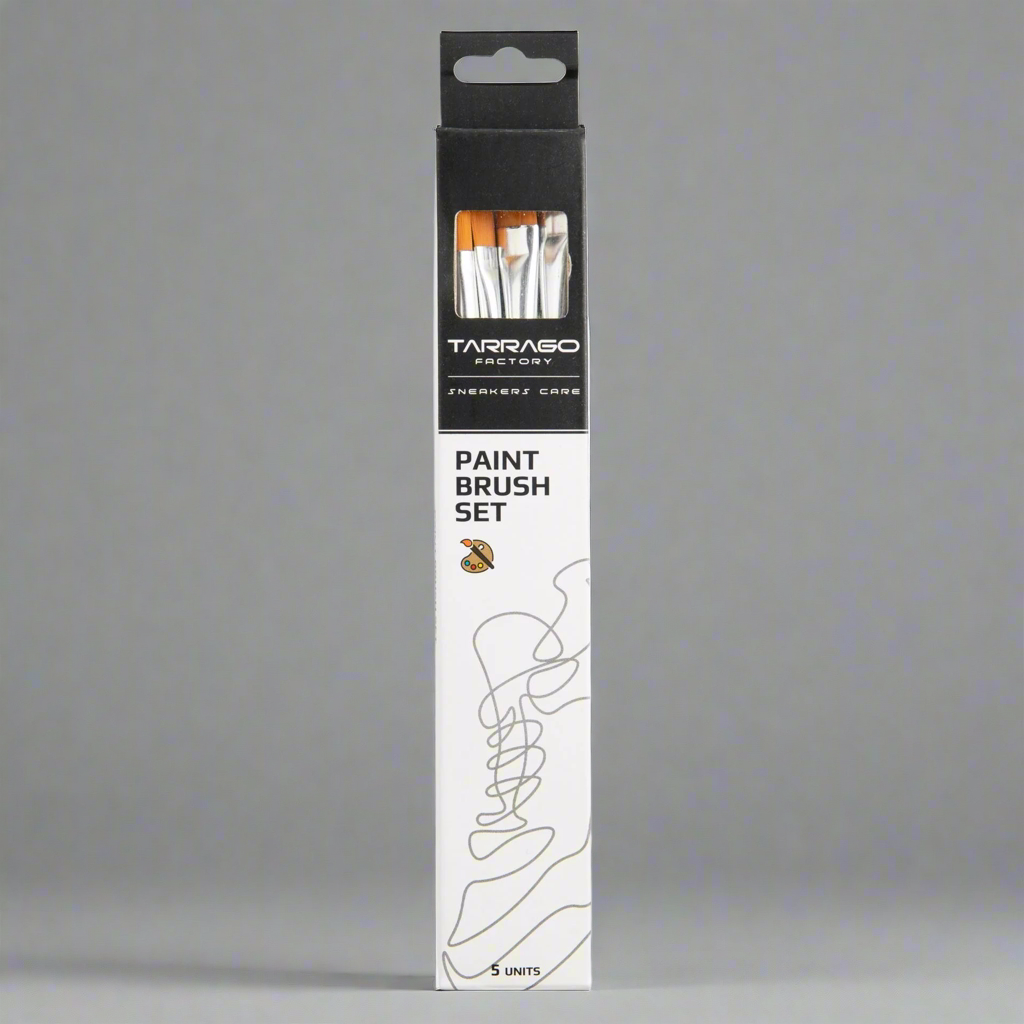 TARRAGO
FACTORY
SNEAKERS CARE
PAINT
BRUSH
SET
5 UNITS